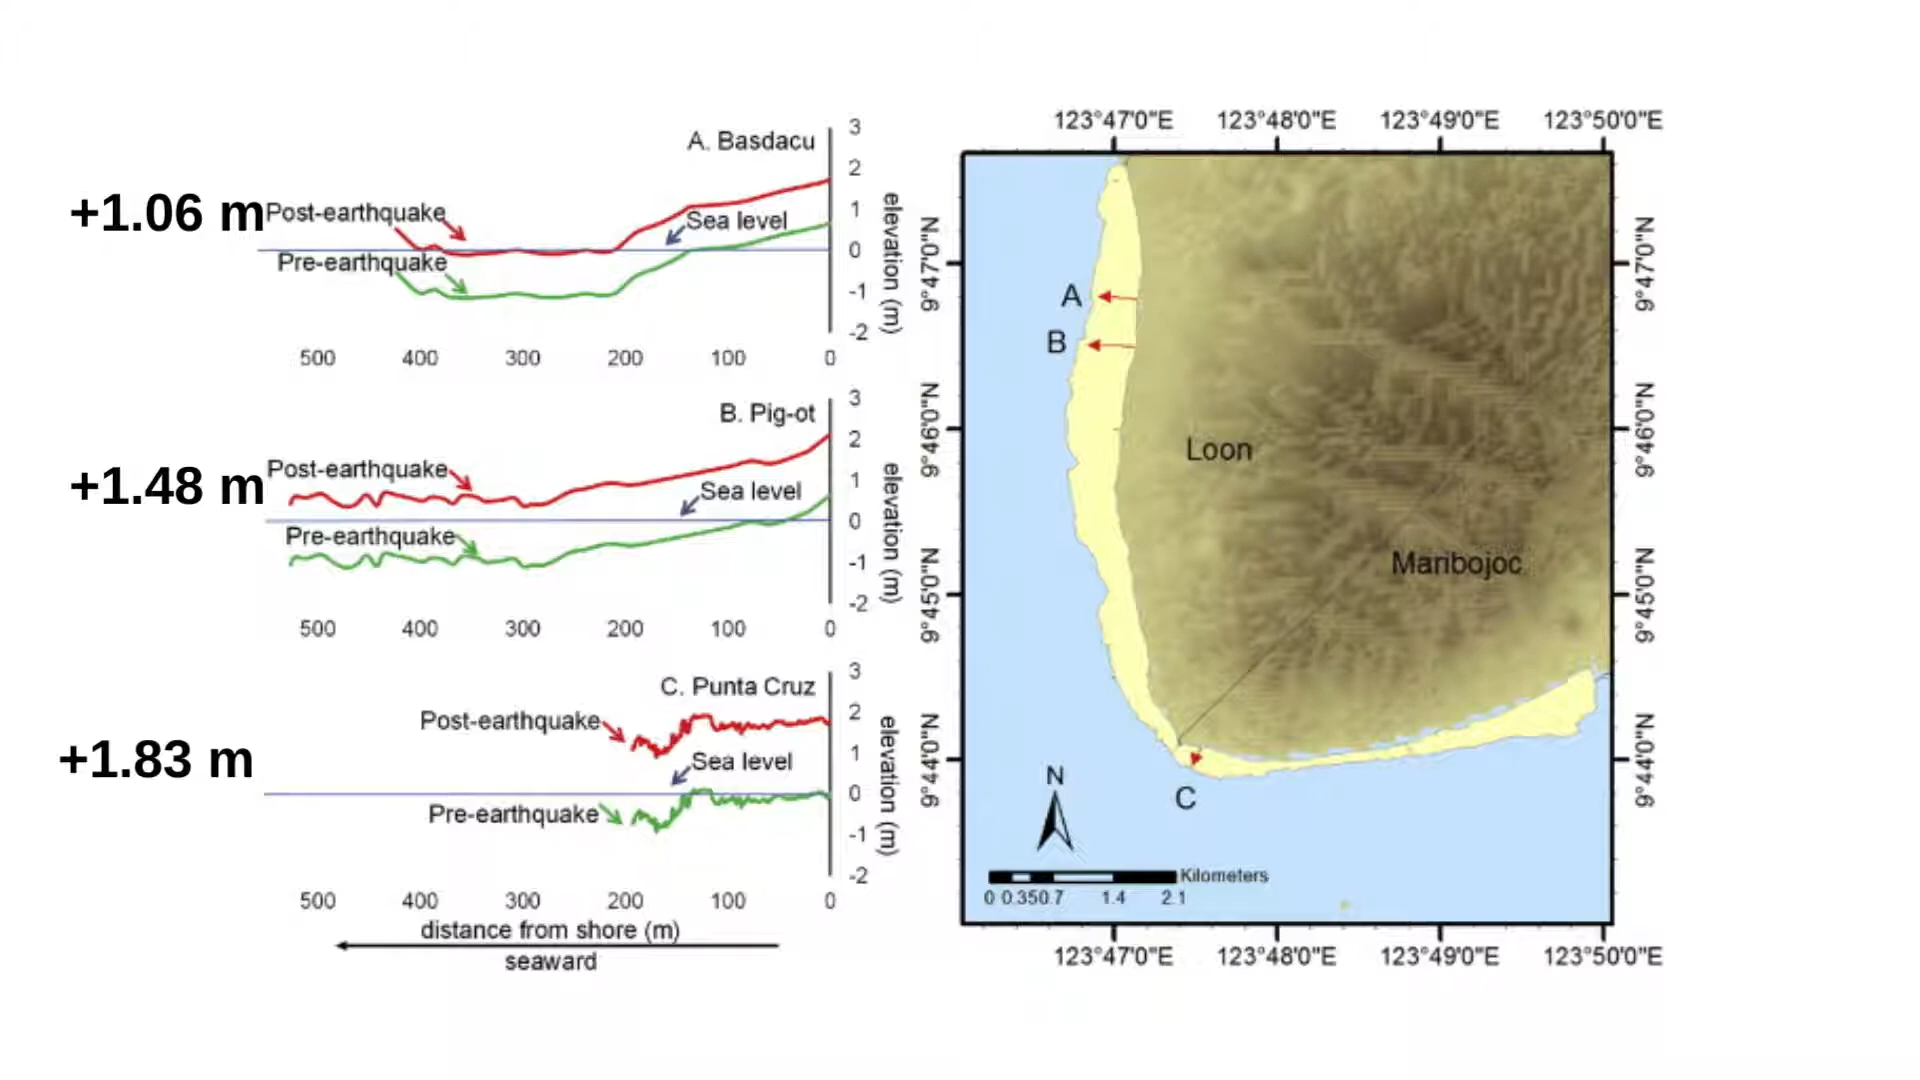 +1.06 m
A. Basdacu
Post-earthquake
Sea level
Pre-earthquake
3
2
1
0
-1
-2
elevation (m)
500 400 300 200 100 0
+1.48 m
B. Pig-ot
Post-earthquake
Sea level
Pre-earthquake
3
2
1
0
-1
-2
elevation (m)
500 400 300 200 100 0
+1.83 m
C. Punta Cruz
Post-earthquake
Sea level
Pre-earthquake
3
2
1
0
-1
-2
elevation (m)
500 400 300 200 100 0
distance from shore (m)
seaward
123°47'0"E 123°48'0"E 123°49'0"E 123°50'0"E
9°47'0"N
9°46'0"N
9°45'0"N
9°44'0"N
A
B
Loon
Maribojoc
C
N
Kilometers
0 0.35 0.7 1.4 2.1
9°47'0"N
9°46'0"N
9°45'0"N
9°44'0"N
123°47'0"E 123°48'0"E 123°49'0"E 123°50'0"E